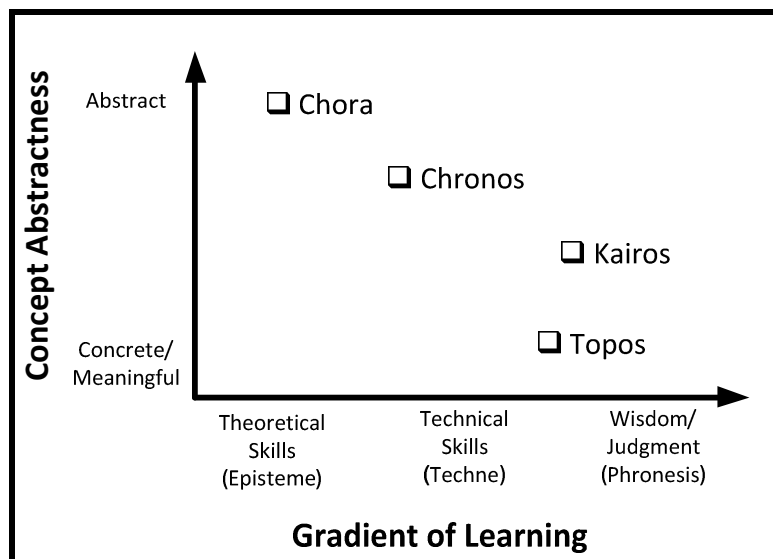 Concept Abstractness
Abstract
Chora
Chronos
Kairos
Topos
Concrete/
Meaningful
Theoretical
Skills
(Episteme)
Technical
Skills
(Techne)
Wisdom/
Judgment
(Phronesis)
Gradient of Learning